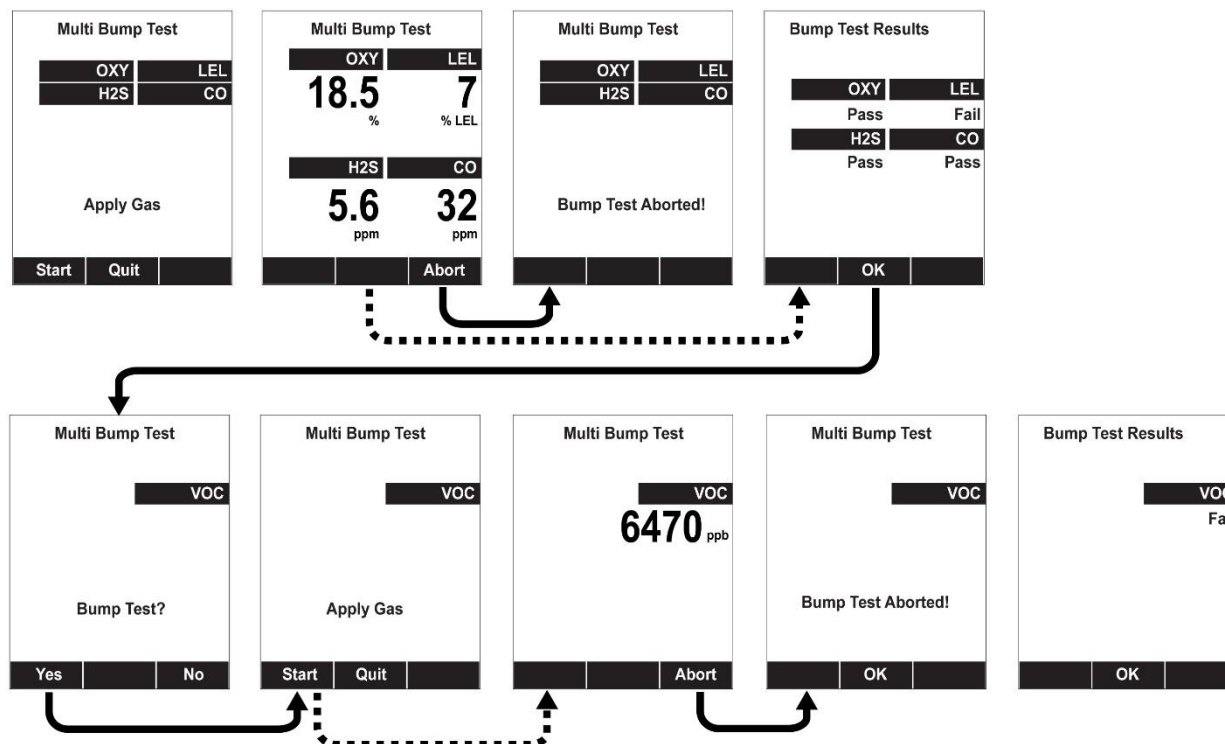 Multi Bump Test
OXY LEL
H2S CO
Apply Gas
Start Quit
Multi Bump Test
OXY LEL
18.5 7
% % LEL
H2S CO
5.6 32
ppm ppm
Abort
Multi Bump Test
OXY LEL
H2S CO
Bump Test Aborted!
Bump Test Results
OXY LEL
Pass Fail
H2S CO
Pass Pass
OK
Multi Bump Test
VOC
Bump Test?
Yes No
Multi Bump Test
VOC
Apply Gas
Start Quit
Multi Bump Test
VOC
6470 ppb
Abort
Multi Bump Test
VOC
Bump Test Aborted!
OK
Bump Test Results
OK